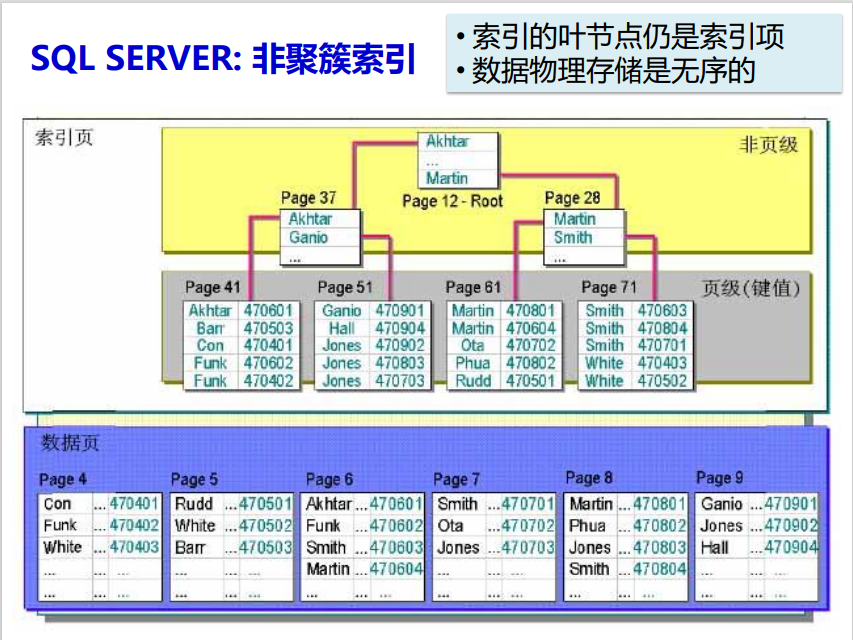 SQL SERVER: 非聚簇索引
• 索引的叶节点仍是索引项
• 数据物理存储是无序的
索引页
非页级
Akhtar
...
Martin
Page 12 - Root
Page 37
Akhtar
Ganio
...
Page 28
Martin
Smith
...
页级(键值)
Page 41
Akhtar 470601
Barr 470503
Con 470401
Funk 470602
Funk 470402
Page 51
Ganio 470901
Hall 470904
Jones 470902
Jones 470803
Jones 470703
Page 61
Martin 470801
Martin 470604
Ota 470702
Phua 470802
Rudd 470501
Page 71
Smith 470603
Smith 470804
Smith 470701
White 470403
White 470502
数据页
Page 4
Con ... 470401
Funk ... 470402
White ... 470403
... ... ...
... ... ...
Page 5
Rudd ... 470501
White ... 470502
Barr ... 470503
... ... ...
... ... ...
Page 6
Akhtar ... 470601
Funk ... 470602
Smith ... 470603
Martin ... 470604
... ... ...
Page 7
Smith ... 470701
Ota ... 470702
Jones ... 470703
... ... ...
... ... ...
Page 8
Martin ... 470801
Phua ... 470802
Jones ... 470803
Smith ... 470804
... ... ...
Page 9
Ganio ... 470901
Jones ... 470902
Hall ... 470904
... ... ...
... ... ...